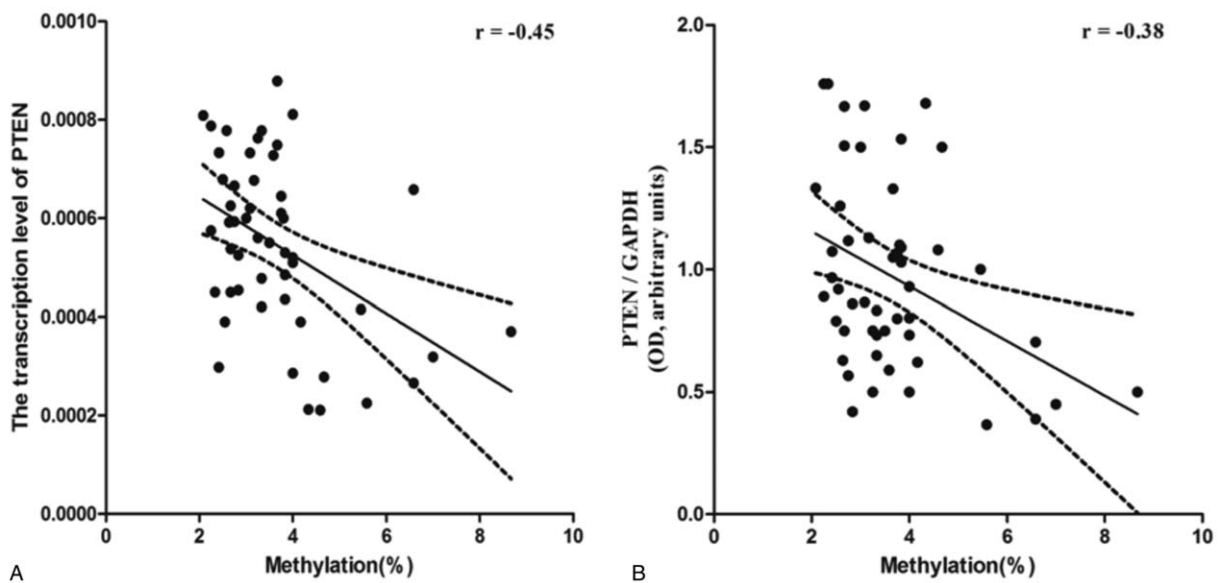 0.0010
0.0008
0.0006
0.0004
0.0002
0.0000
The transcription level of PTEN
r = -0.45
0 2 4 6 8 10
Methylation(%)
A
2.0
1.5
1.0
0.5
0.0
PTEN / GAPDH
(OD, arbitrary units)
r = -0.38
0 2 4 6 8 10
Methylation(%)
B